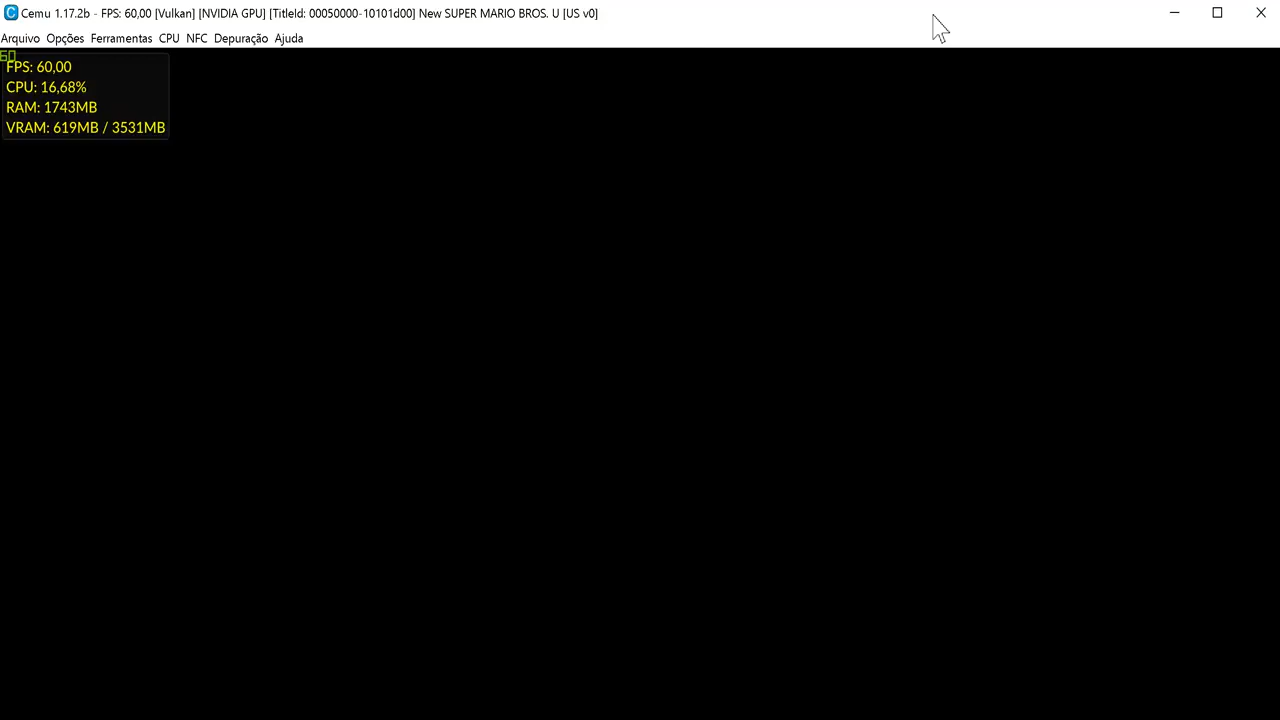 Cemu 1.17.2b - FPS: 60,00 [Vulkan] [NVIDIA GPU] [TitleId: 00050000-10101d00] New SUPER MARIO BROS. U [US v0]
Arquivo Opções Ferramentas CPU NFC Depuração Ajuda
60
FPS: 60,00
CPU: 16,68%
RAM: 1743MB
VRAM: 619MB / 3531MB